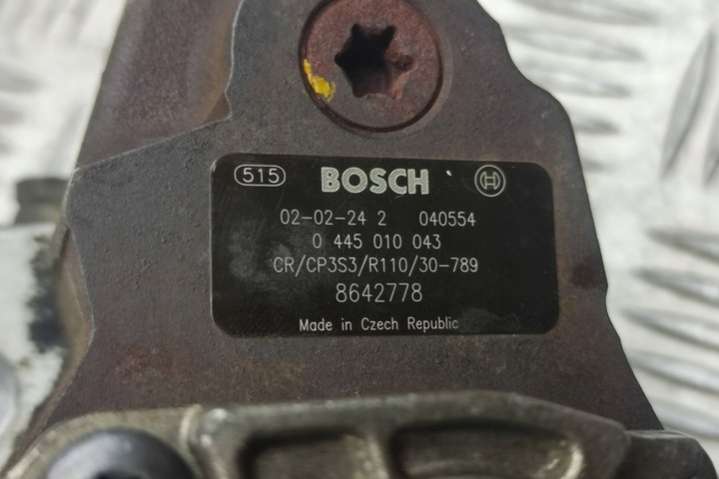 515 BOSCH
02-02-24 2 040554
0 445 010 043
CR/CP3S3/R110/30-789
8642778
Made in Czech Republic